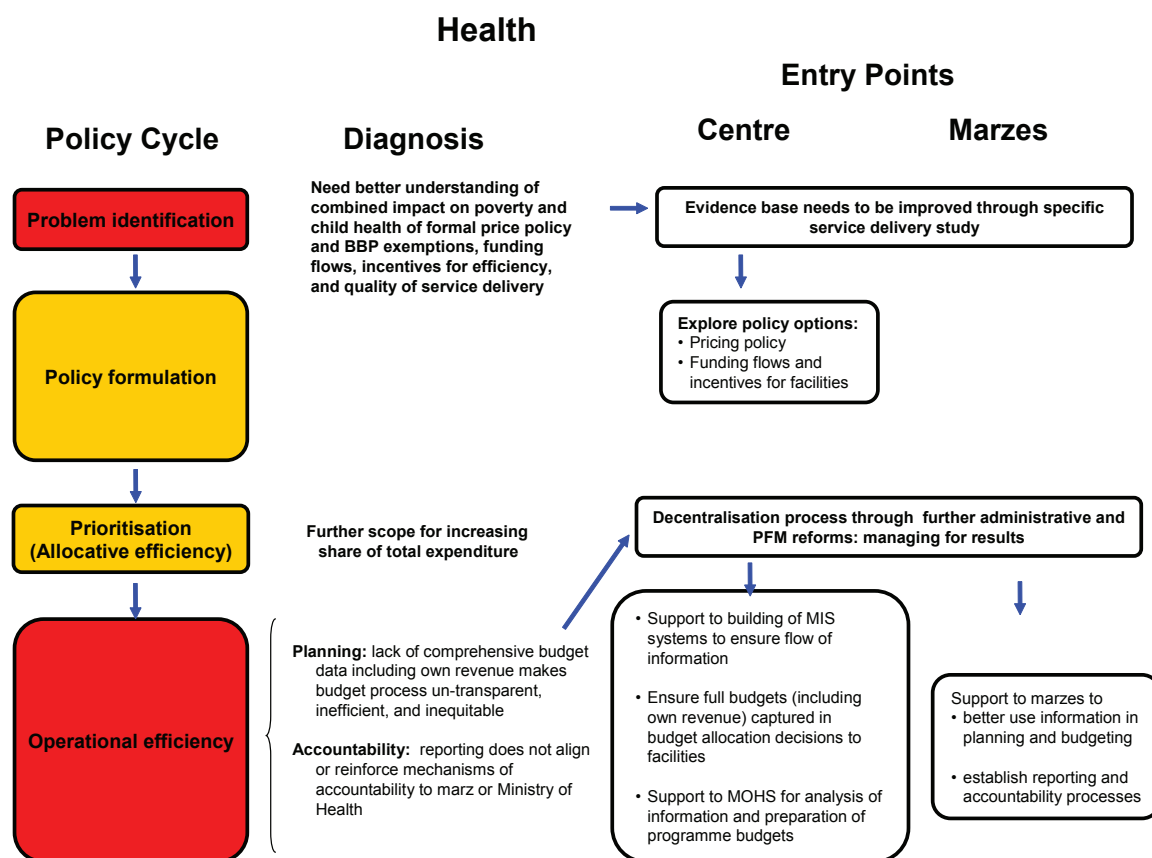 Health
Entry Points
Policy Cycle
Diagnosis
Centre
Marzes
Problem identification
Need better understanding of
combined impact on poverty and
child health of formal price policy
and BBP exemptions, funding
flows, incentives for efficiency,
and quality of service delivery
Evidence base needs to be improved through specific
service delivery study
Policy formulation
Explore policy options:
• Pricing policy
• Funding flows and
incentives for facilities
Prioritisation
(Allocative efficiency)
Further scope for increasing
share of total expenditure
Decentralisation process through further administrative and
PFM reforms: managing for results
Operational efficiency
Planning: lack of comprehensive budget
data including own revenue makes
budget process un-transparent,
inefficient, and inequitable
Accountability: reporting does not align
or reinforce mechanisms of
accountability to marz or Ministry of
Health
• Support to building of MIS
systems to ensure flow of
information
• Ensure full budgets (including
own revenue) captured in
budget allocation decisions to
facilities
• Support to MOHS for analysis of
information and preparation of
programme budgets
Support to marzes to
• better use information in
planning and budgeting
• establish reporting and
accountability processes